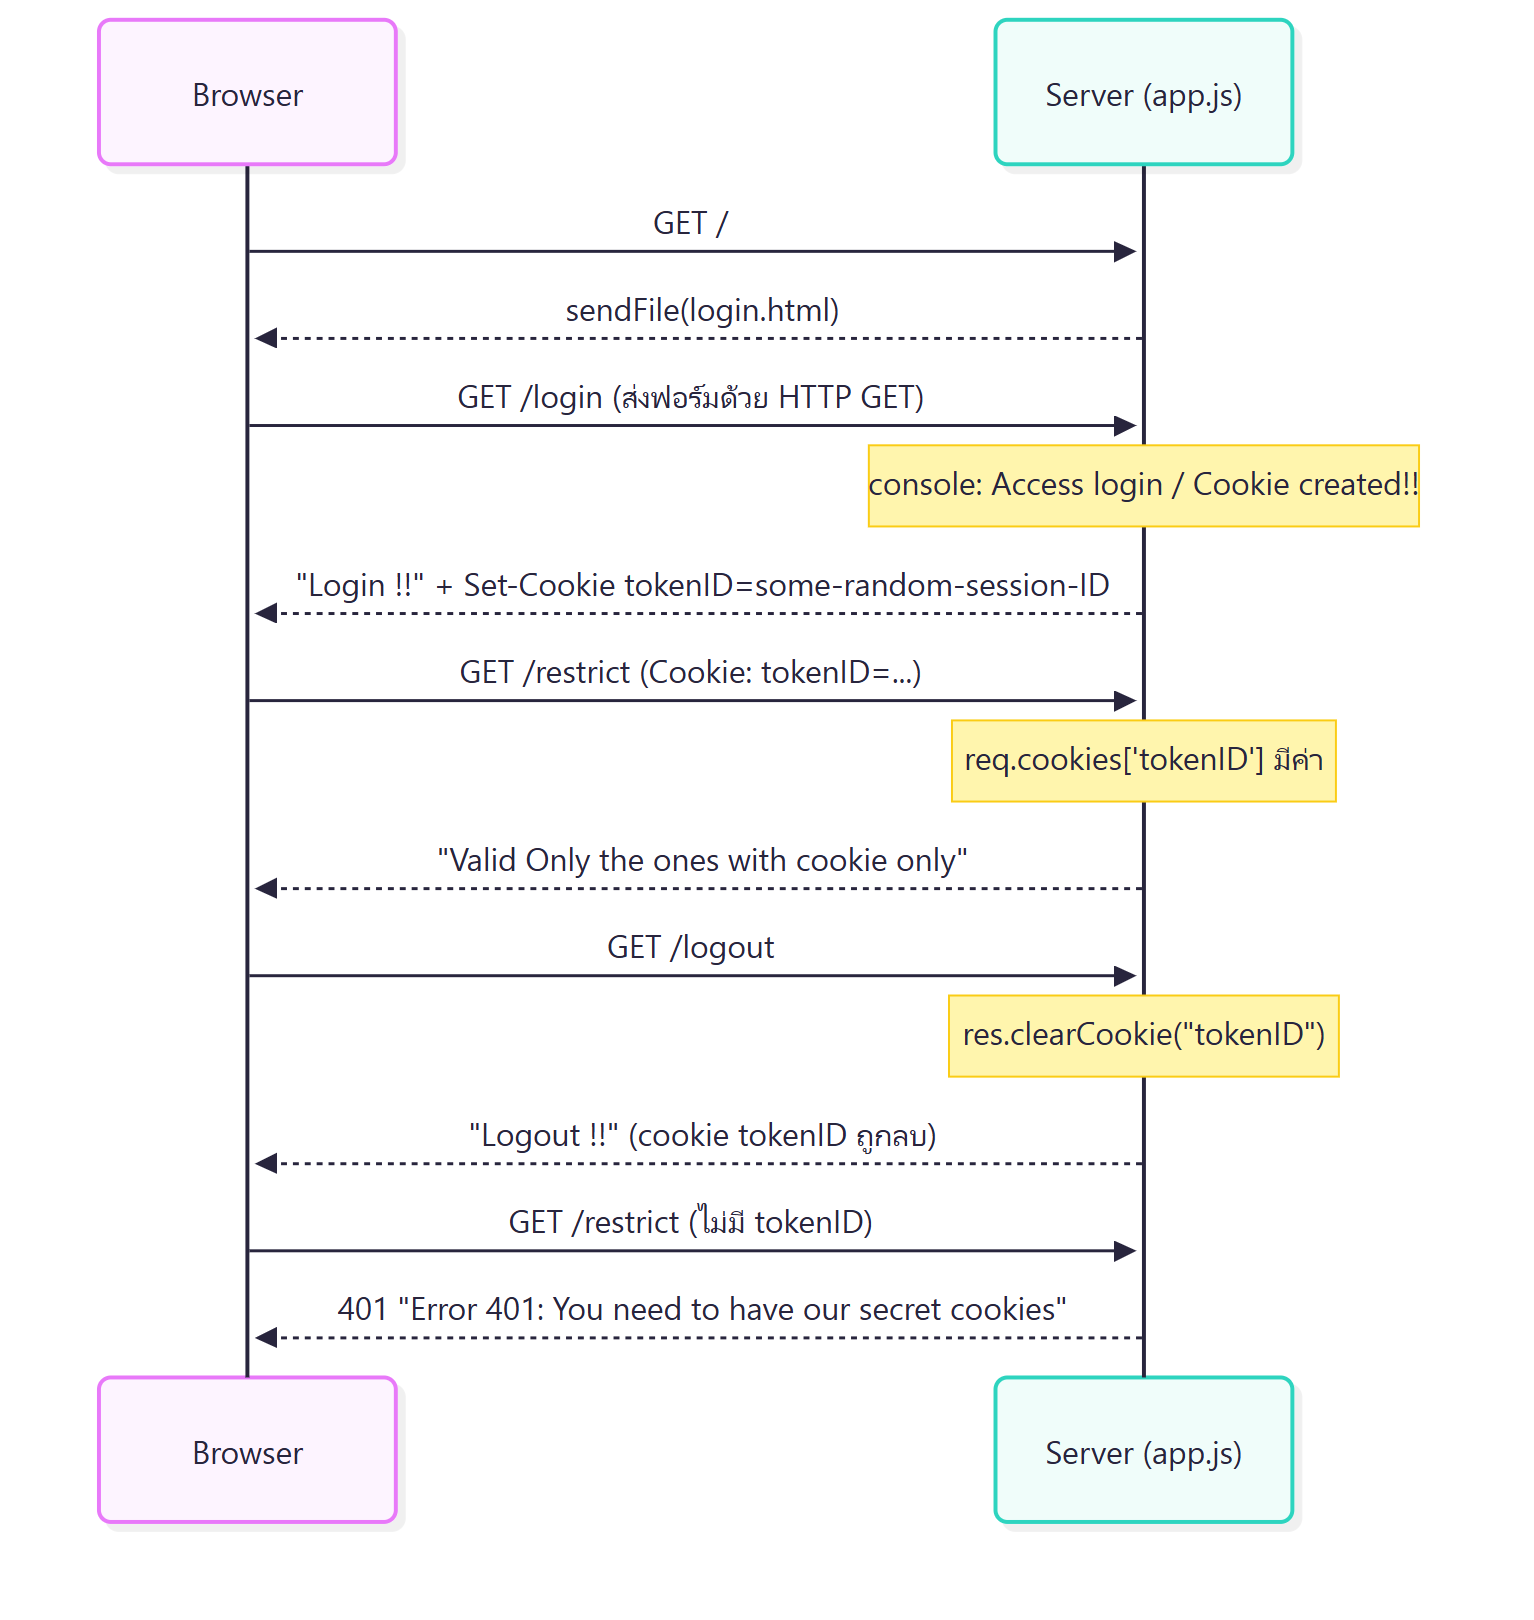 Browser
Server (app.js)
GET /
sendFile(login.html)
GET /login (ส่งฟอร์มด้วย HTTP GET)
console: Access login / Cookie created!!
"Login !!" + Set-Cookie tokenID=some-random-session-ID
GET /restrict (Cookie: tokenID=...)
req.cookies['tokenID'] มีค่า
"Valid Only the ones with cookie only"
GET /logout
res.clearCookie("tokenID")
"Logout !!" (cookie tokenID ถูกลบ)
GET /restrict (ไม่มี tokenID)
401 "Error 401: You need to have our secret cookies"
Browser
Server (app.js)